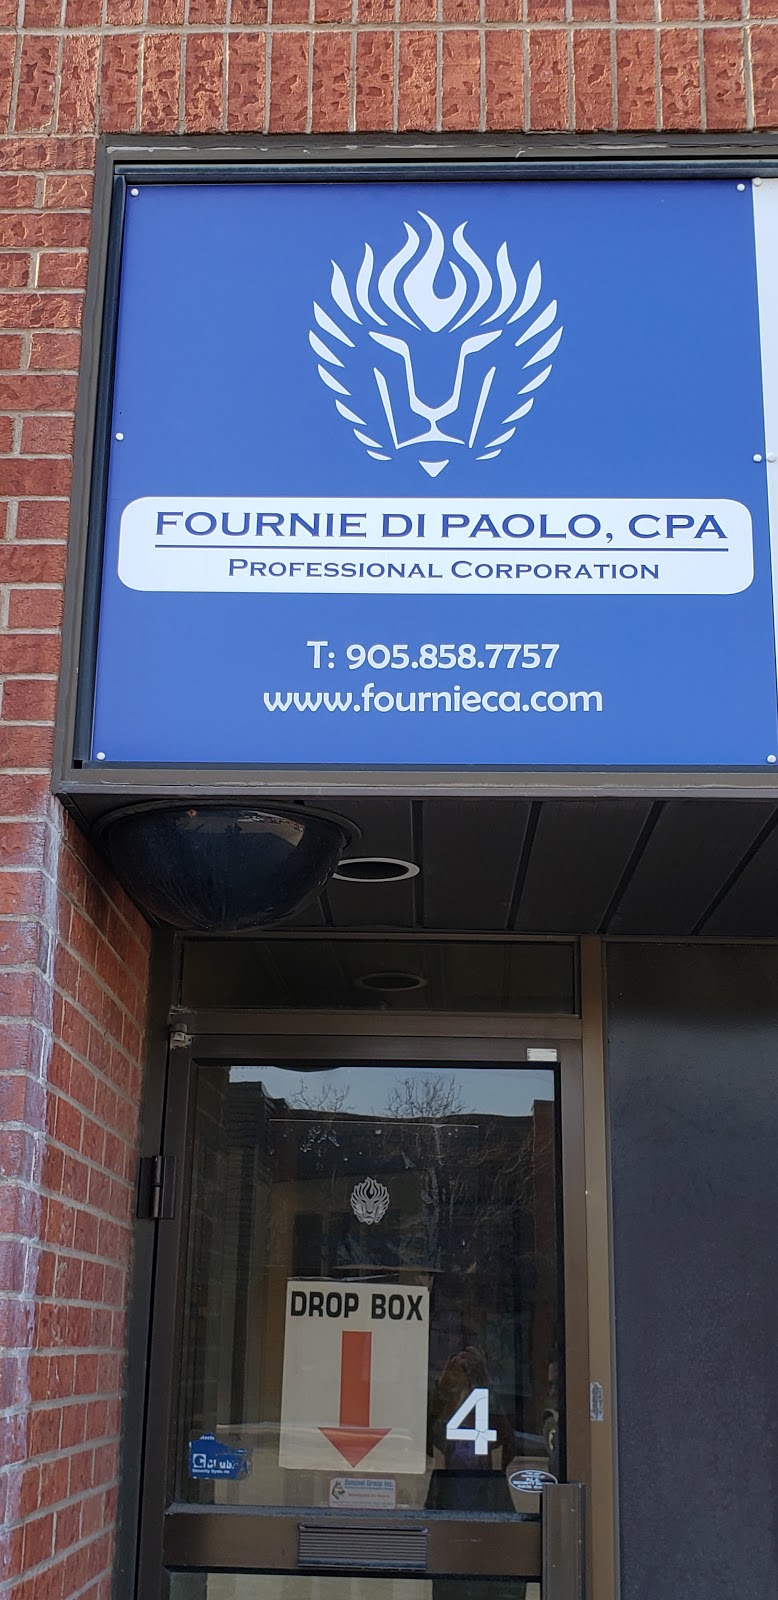 FOURNIE DI PAOLO, CPA
PROFESSIONAL CORPORATION
T: 905.858.7757
www.fournieca.com
DROP BOX
4